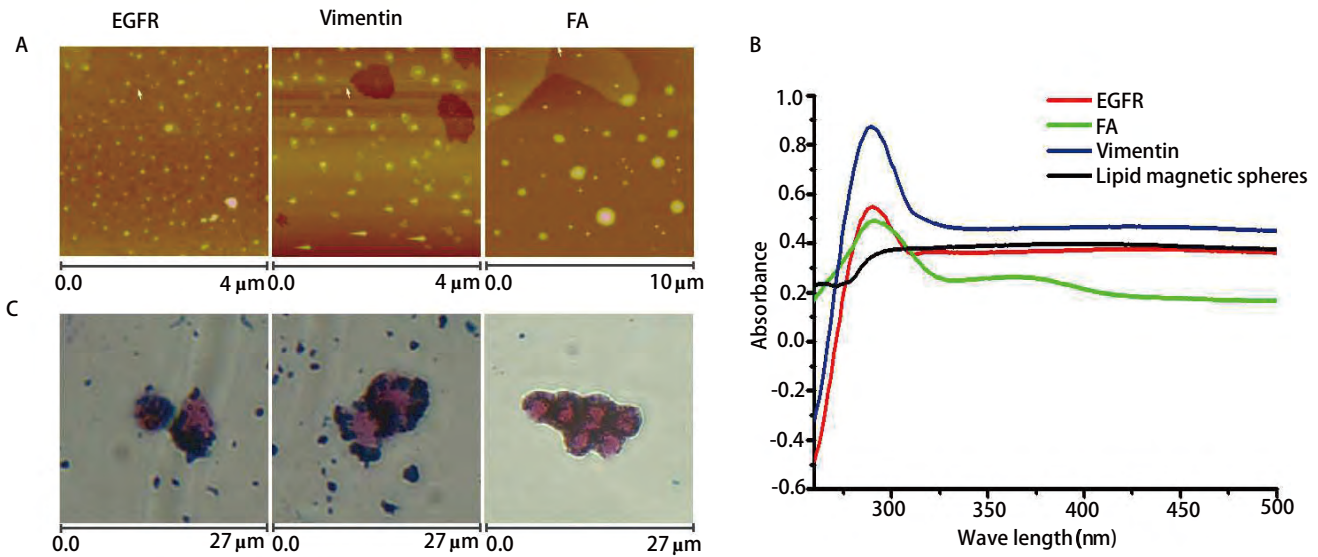 EGFR Vimentin FA
A
0.0 4 μm 0.0 4 μm 0.0 10 μm
C
0.0 27 μm 0.0 27 μm 0.0 27 μm
B
EGFR
FA
Vimentin
Lipid magnetic spheres
Absorbance
1.0
0.8
0.6
0.4
0.2
0.0
-0.2
-0.4
-0.6
300 350 400 450 500
Wave length(nm)